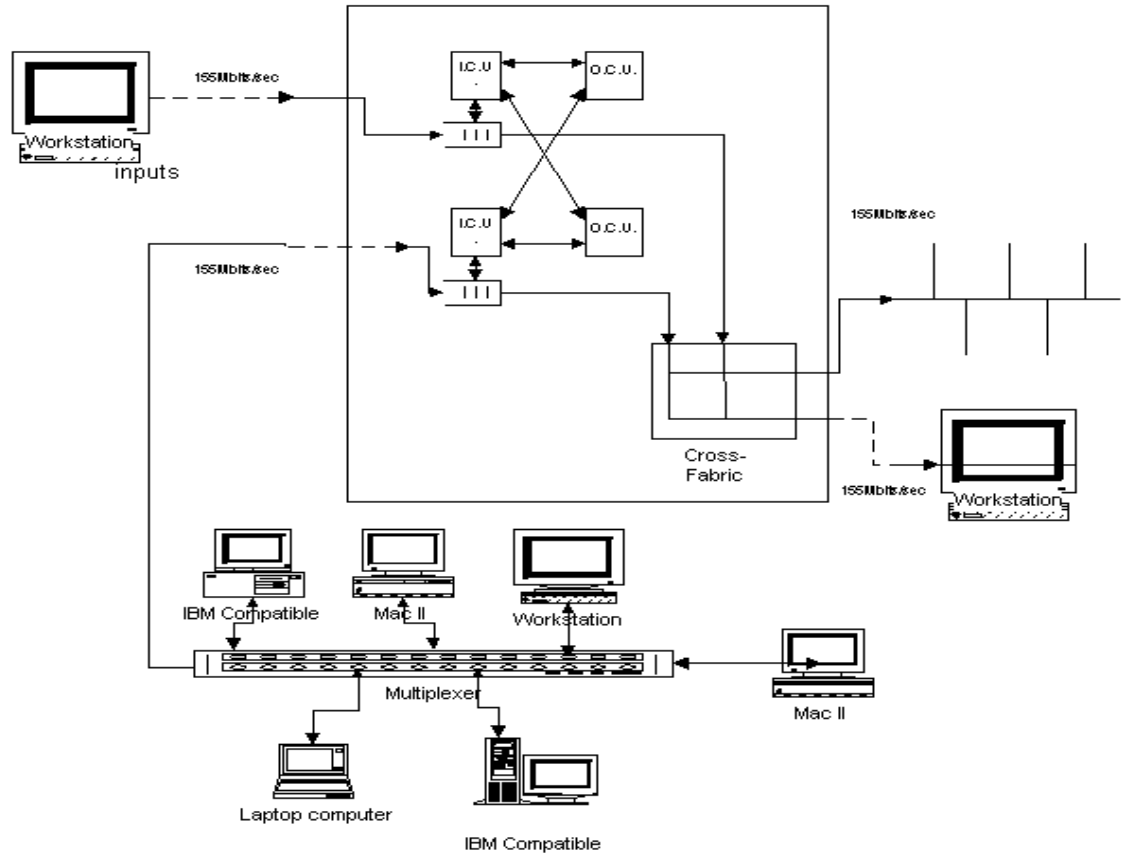 155Mbits/sec
I.C.U
.
O.C.U.
Workstation
inputs
I.C.U
.
O.C.U.
155Mbits/sec
155Mbits/sec
Cross-
Fabric
155Mbits/sec
Workstation
IBM Compatible
Mac II
Workstation
Multiplexer
Mac II
Laptop computer
IBM Compatible